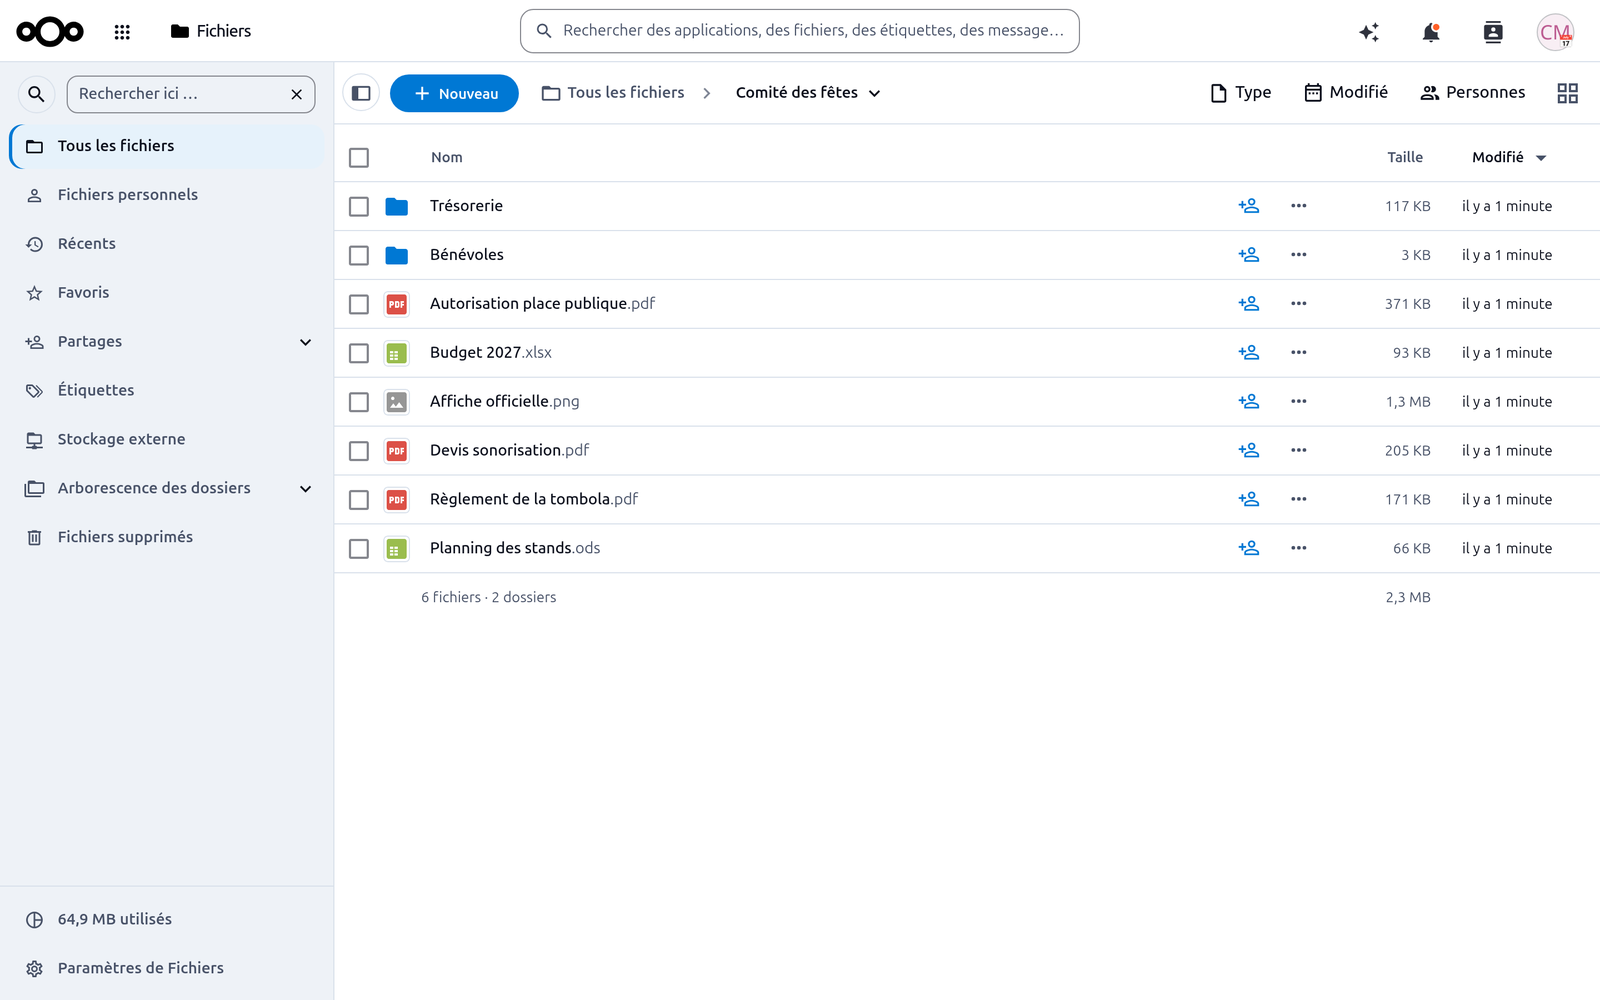 Fichiers
Rechercher des applications, des fichiers, des étiquettes, des message...
CM
17
Rechercher ici ...
Nouveau
Tous les fichiers
Comité des fêtes
Type
Modifié
Personnes
Tous les fichiers
Fichiers personnels
Récents
Favoris
Partages
Étiquettes
Stockage externe
Arborescence des dossiers
Fichiers supprimés
64,9 MB utilisés
Paramètres de Fichiers
Nom Taille Modifié
Trésorerie 117 KB il y a 1 minute
Bénévoles 3 KB il y a 1 minute
PDF Autorisation place publique.pdf 371 KB il y a 1 minute
Budget 2027.xlsx 93 KB il y a 1 minute
Affiche officielle.png 1,3 MB il y a 1 minute
PDF Devis sonorisation.pdf 205 KB il y a 1 minute
PDF Règlement de la tombola.pdf 171 KB il y a 1 minute
Planning des stands.ods 66 KB il y a 1 minute
6 fichiers · 2 dossiers 2,3 MB